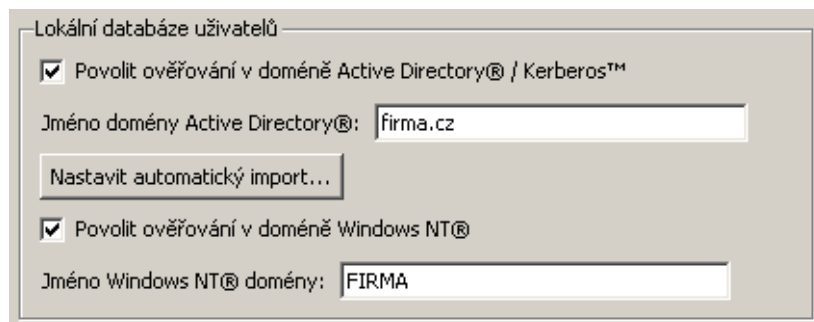 Lokální databáze uživatelů
Povolit ověřování v doméně Active Directory® / Kerberos™
Jméno domény Active Directory®: firma.cz
Nastavit automatický import...
Povolit ověřování v doméně Windows NT®
Jméno Windows NT® domény: FIRMA